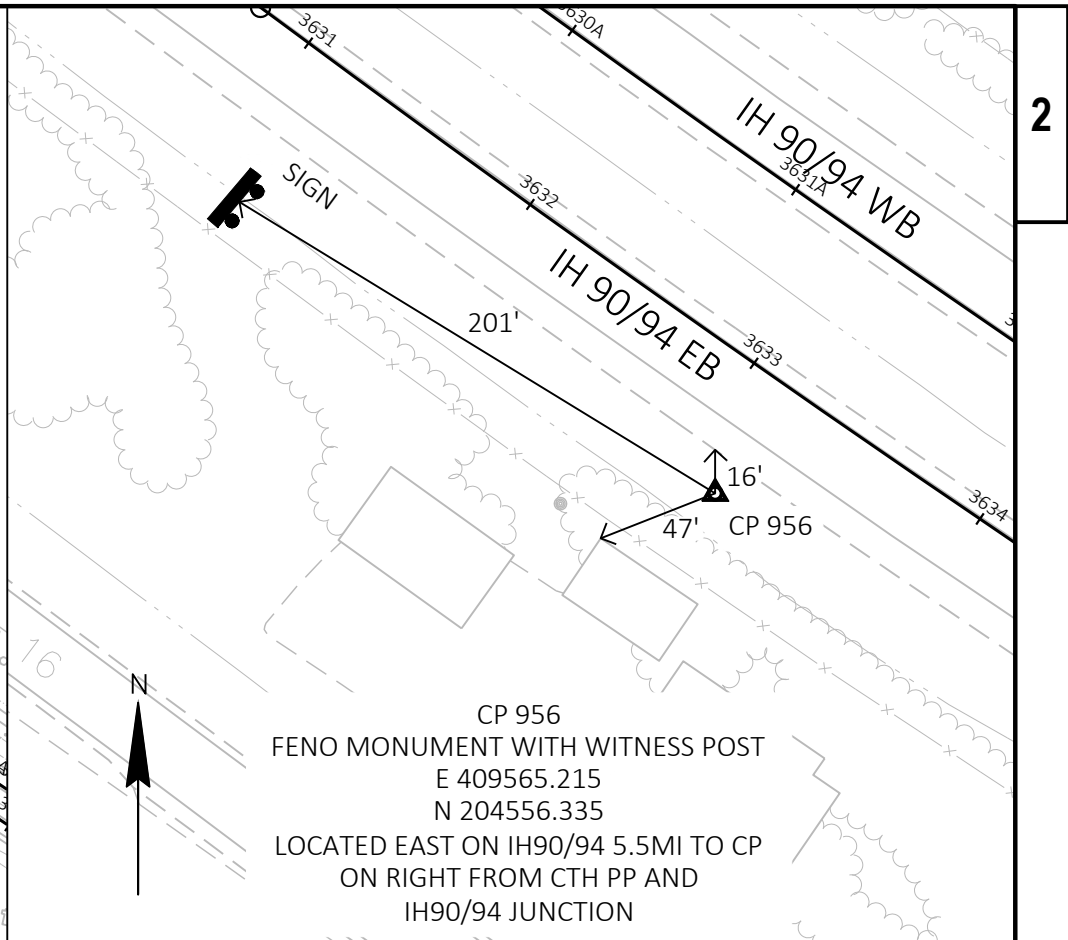 3631
3630A
2
IH 90/94 WB
3631A
SIGN
3632
IH 90/94 EB
201'
3633
16'
3634
47'
CP 956
16
N
CP 956
FENO MONUMENT WITH WITNESS POST
E 409565.215
N 204556.335
LOCATED EAST ON IH90/94 5.5MI TO CP
ON RIGHT FROM CTH PP AND
IH90/94 JUNCTION